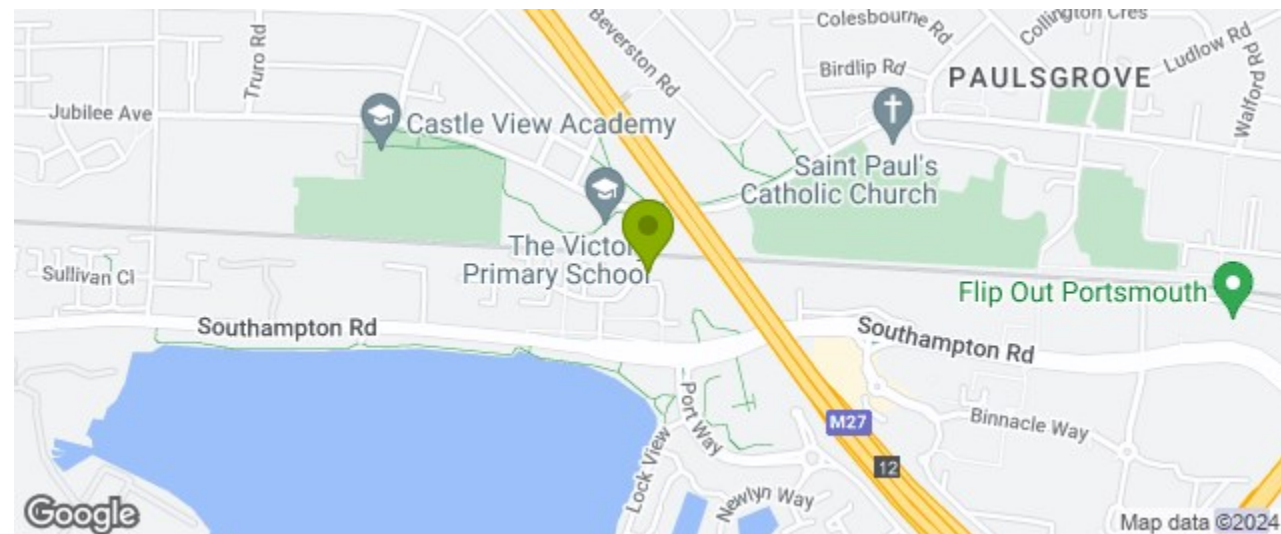 Beverston Rd
Colesbourne Rd
Collington Cres
Ludlow Rd
Walford Rd
Truro Rd
Birdlip Rd
PAULSGROVE
Jubilee Ave
Castle View Academy
Saint Paul's
Catholic Church
The Victory
Primary School
Sullivan Cl
Flip Out Portsmouth
Southampton Rd
Southampton Rd
Port Way
Binnacle Way
M27
Lock View
12
Newlyn Way
Google
Map data ©2024